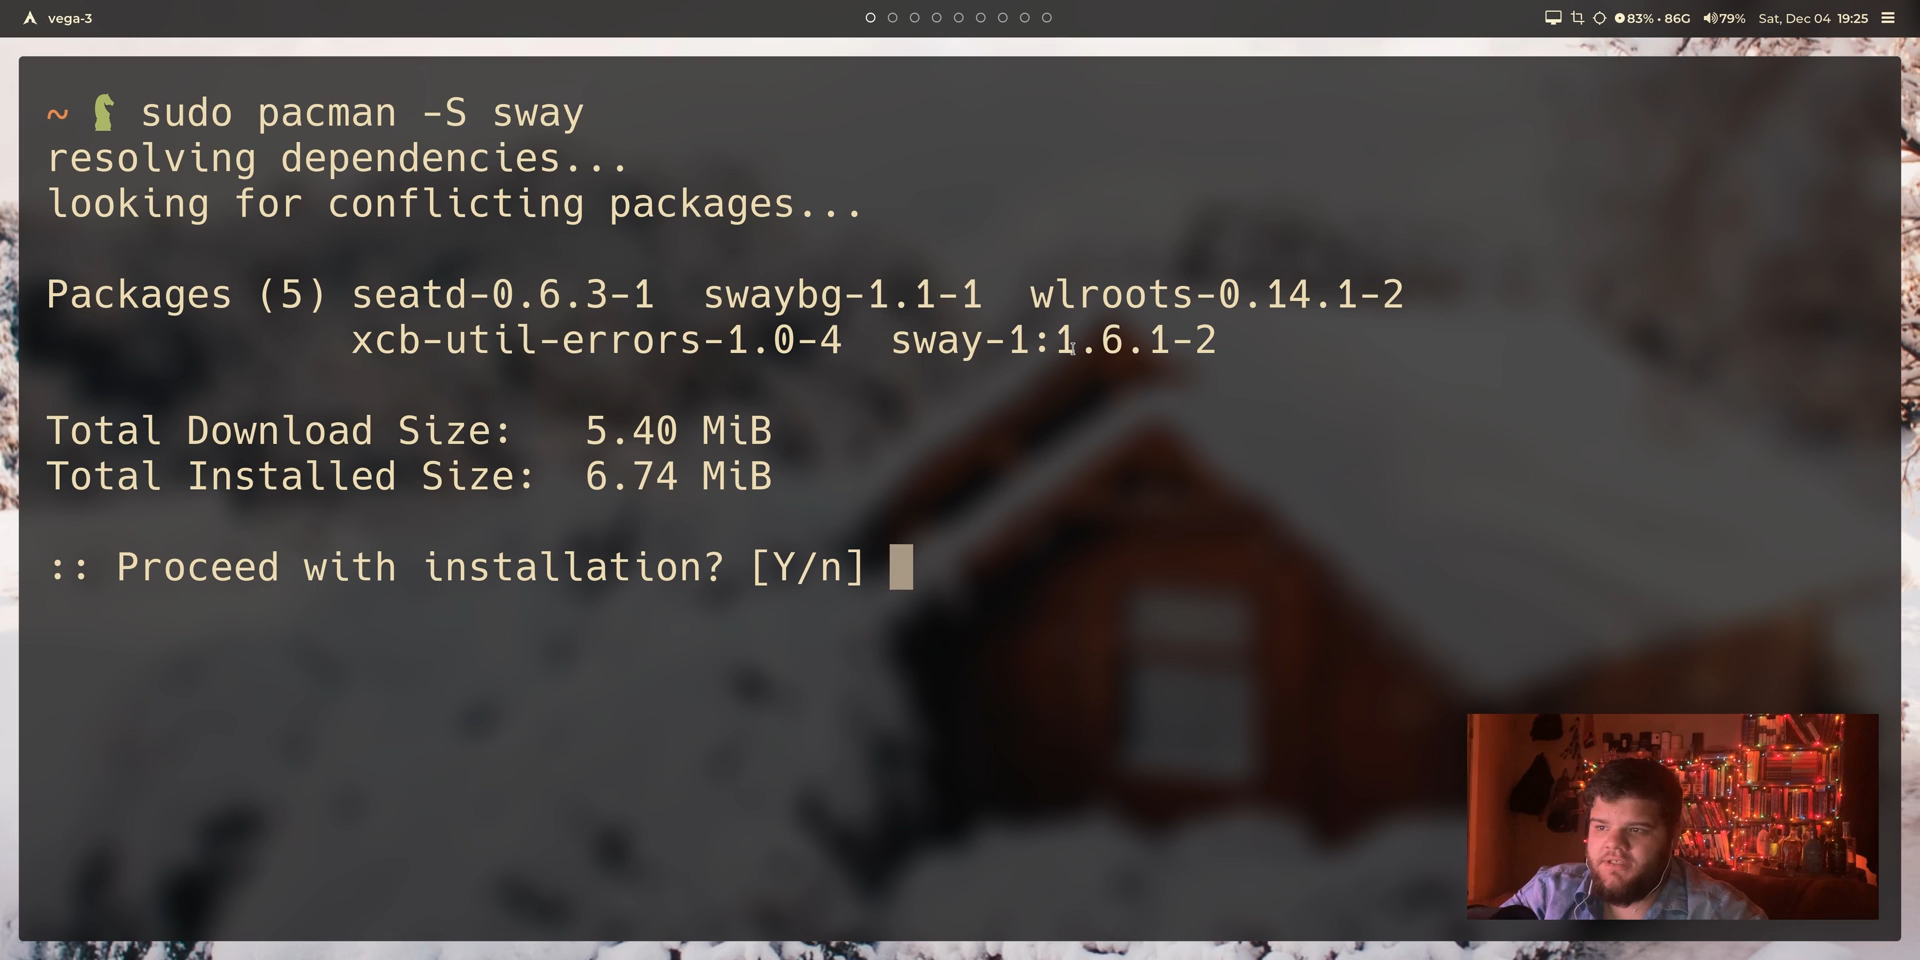 vega-3
83% • 86G 79% Sat, Dec 04 19:25
~ sudo pacman -S sway
resolving dependencies...
looking for conflicting packages...
Packages (5) seatd-0.6.3-1 swaybg-1.1-1 wlroots-0.14.1-2
xcb-util-errors-1.0-4 sway-1:1.6.1-2
Total Download Size: 5.40 MiB
Total Installed Size: 6.74 MiB
:: Proceed with installation? [Y/n]